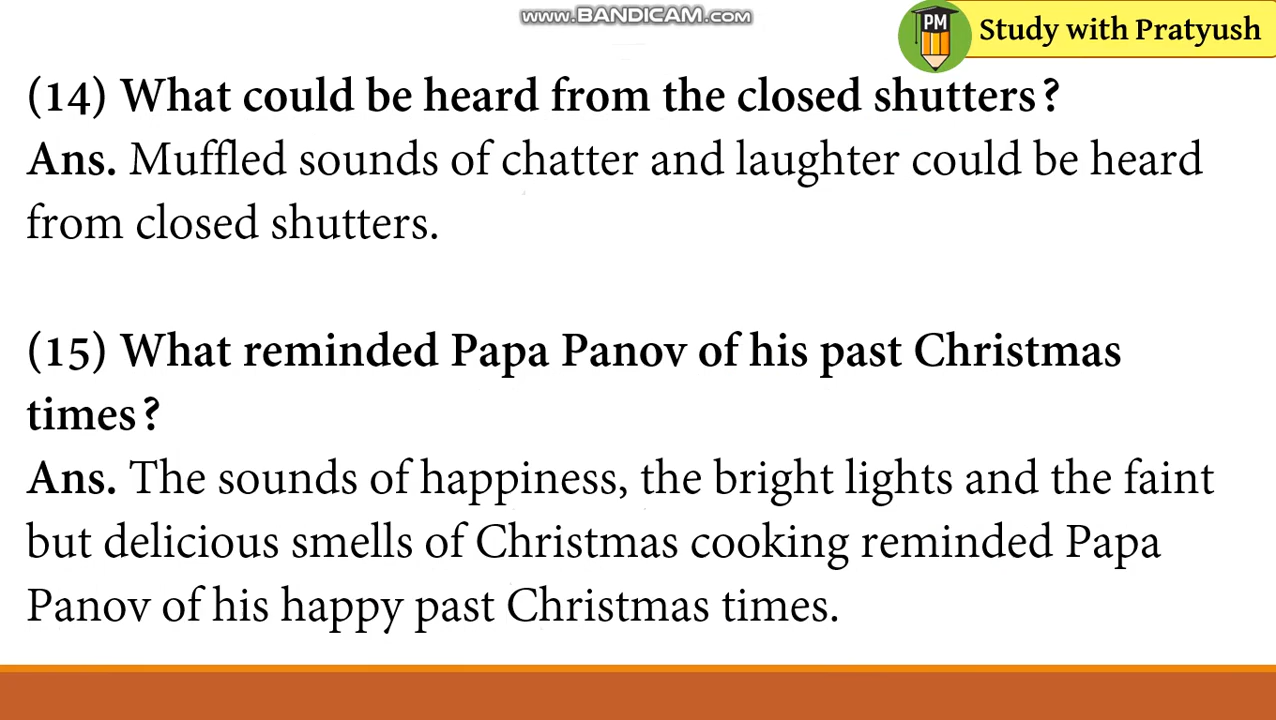 www.BANDICAM.com
PM
Study with Pratyush
(14) What could be heard from the closed shutters?
Ans. Muffled sounds of chatter and laughter could be heard
from closed shutters.
(15) What reminded Papa Panov of his past Christmas
times?
Ans. The sounds of happiness, the bright lights and the faint
but delicious smells of Christmas cooking reminded Papa
Panov of his happy past Christmas times.